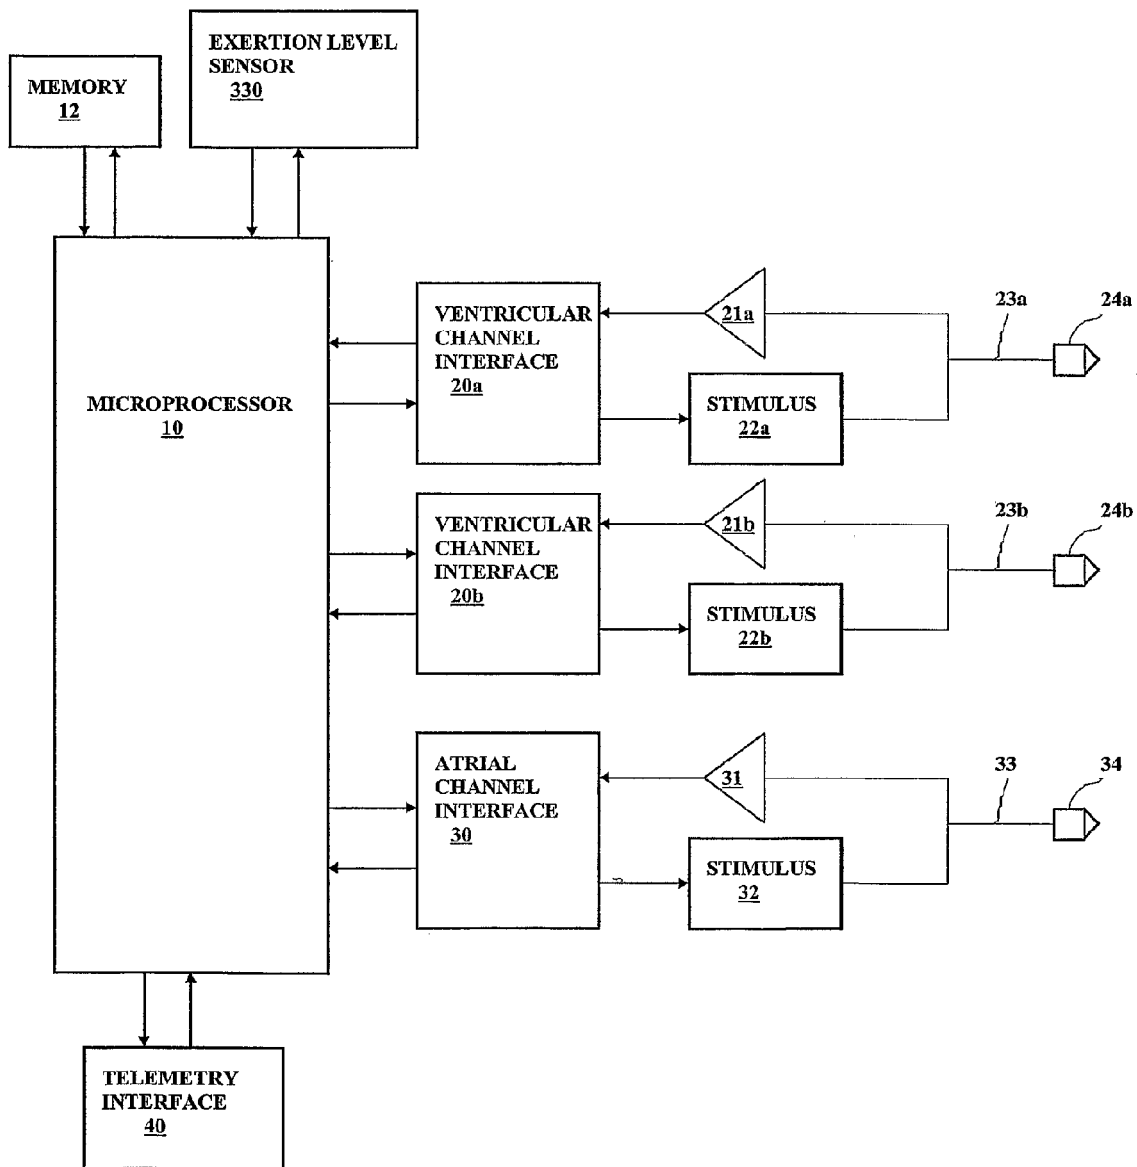 EXERTION LEVEL
SENSOR
330
MEMORY
12
MICROPROCESSOR
10
VENTRICULAR
CHANNEL
INTERFACE
20a
21a
STIMULUS
22a
23a
24a
VENTRICULAR
CHANNEL
INTERFACE
20b
21b
STIMULUS
22b
23b
24b
ATRIAL
CHANNEL
INTERFACE
30
31
STIMULUS
32
33
34
TELEMETRY
INTERFACE
40